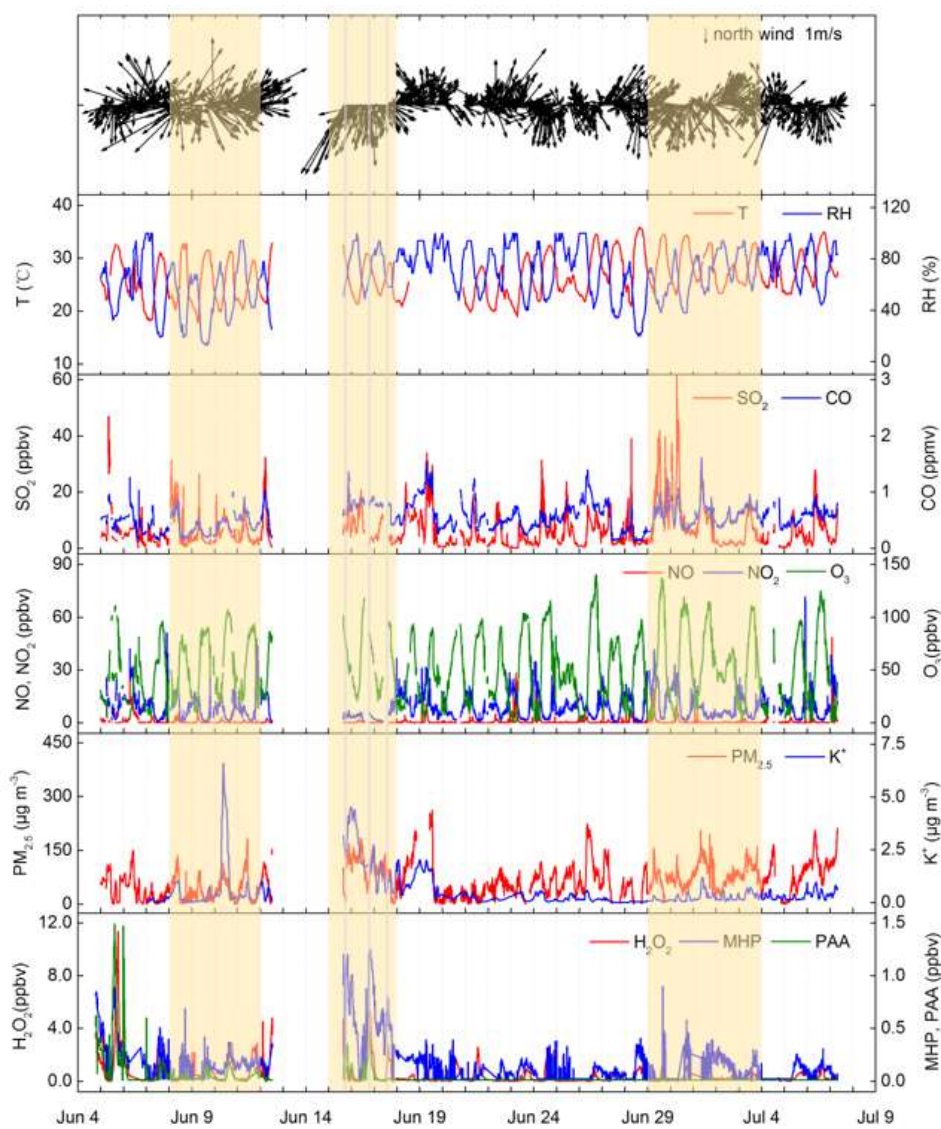 north wind 1m/s
40
30
20
10
T (℃)
T RH
120
80
40
0
RH (%)
60
40
20
0
SO2 (ppbv)
SO2 CO
3
2
1
0
CO (ppmv)
90
60
30
0
NO, NO2 (ppbv)
NO NO2 O3
150
100
50
0
O3(ppbv)
450
300
150
0
PM2.5 (μg m-3)
PM2.5 K+
7.5
5.0
2.5
0.0
K+ (μg m-3)
12.0
8.0
4.0
0.0
H2O2(ppbv)
H2O2 MHP PAA
1.5
1.0
0.5
0.0
MHP, PAA (ppbv)
Jun 4 Jun 9 Jun 14 Jun 19 Jun 24 Jun 29 Jul 4 Jul 9